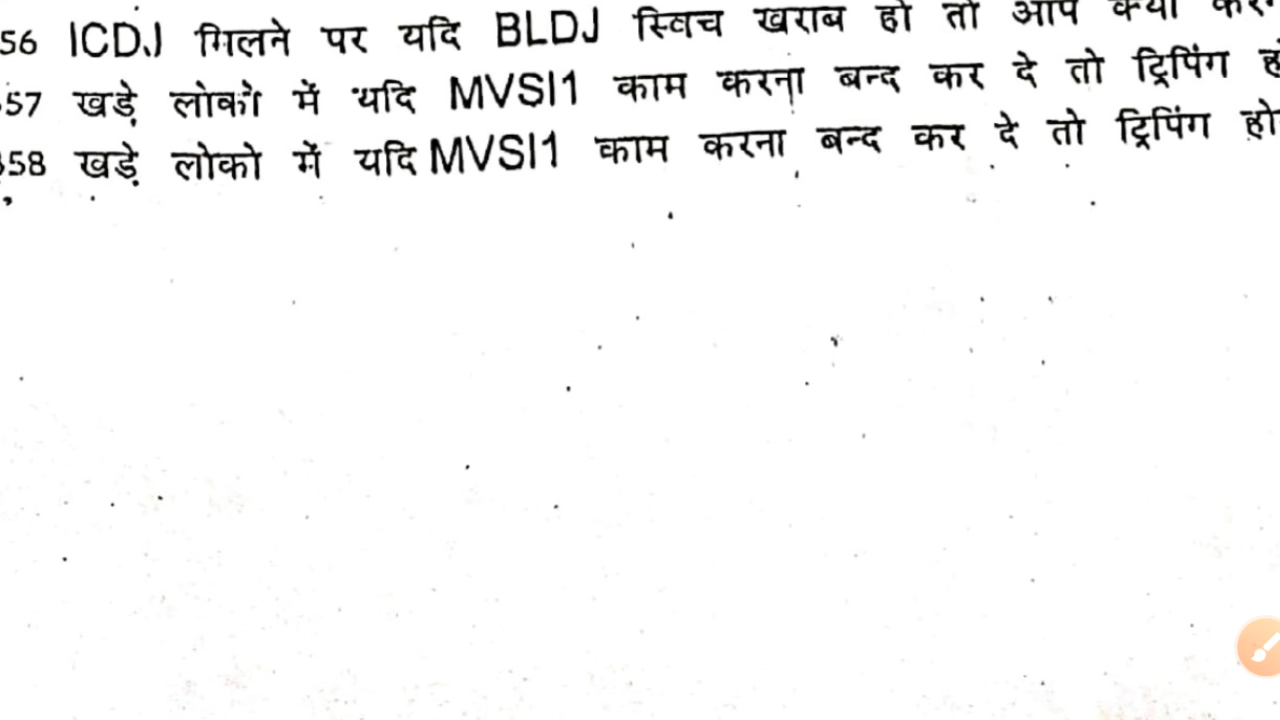 56 ICDJ मिलने पर यदि BLDJ स्विच खराब हो तो आप क्या
57 खड़े लोको में यदि MVSI1 काम करना बन्द कर दे तो ट्रिपिंग
358 खड़े लोको में यदि MVSI1 काम करना बन्द कर दे तो ट्रिपिंग